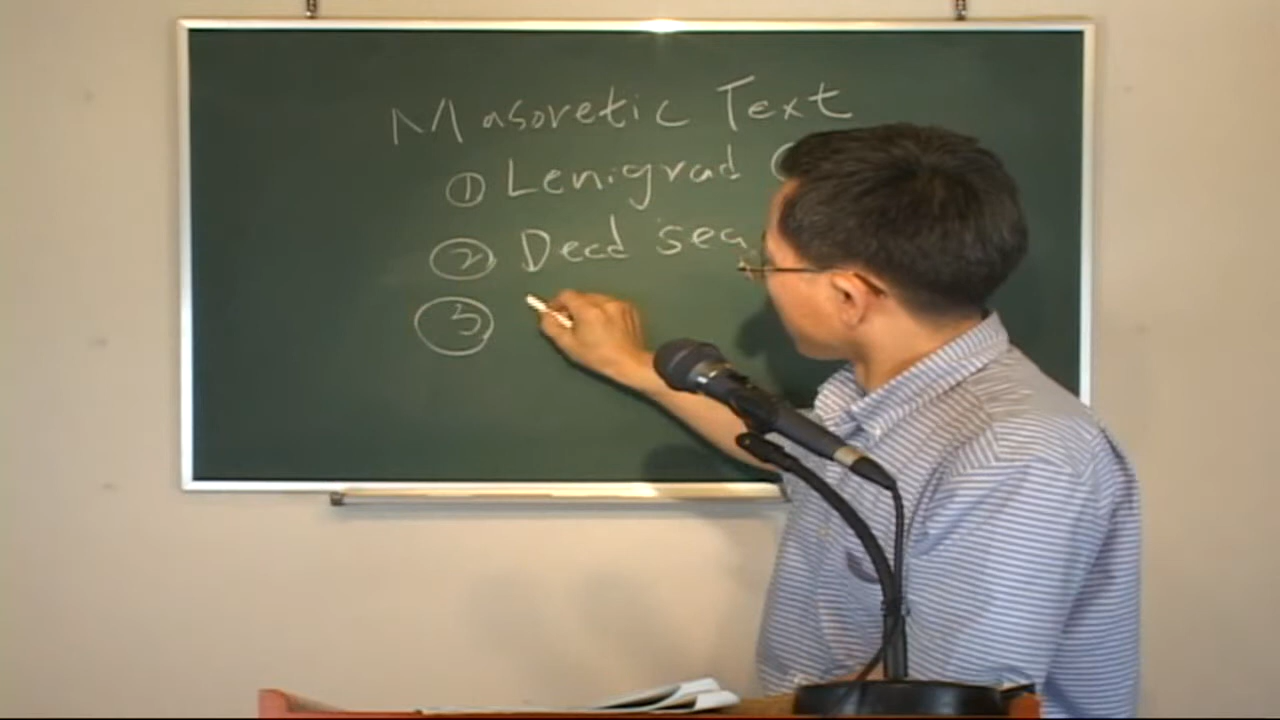 Masoretic Text
① Lenigrad
② Dead sea
③